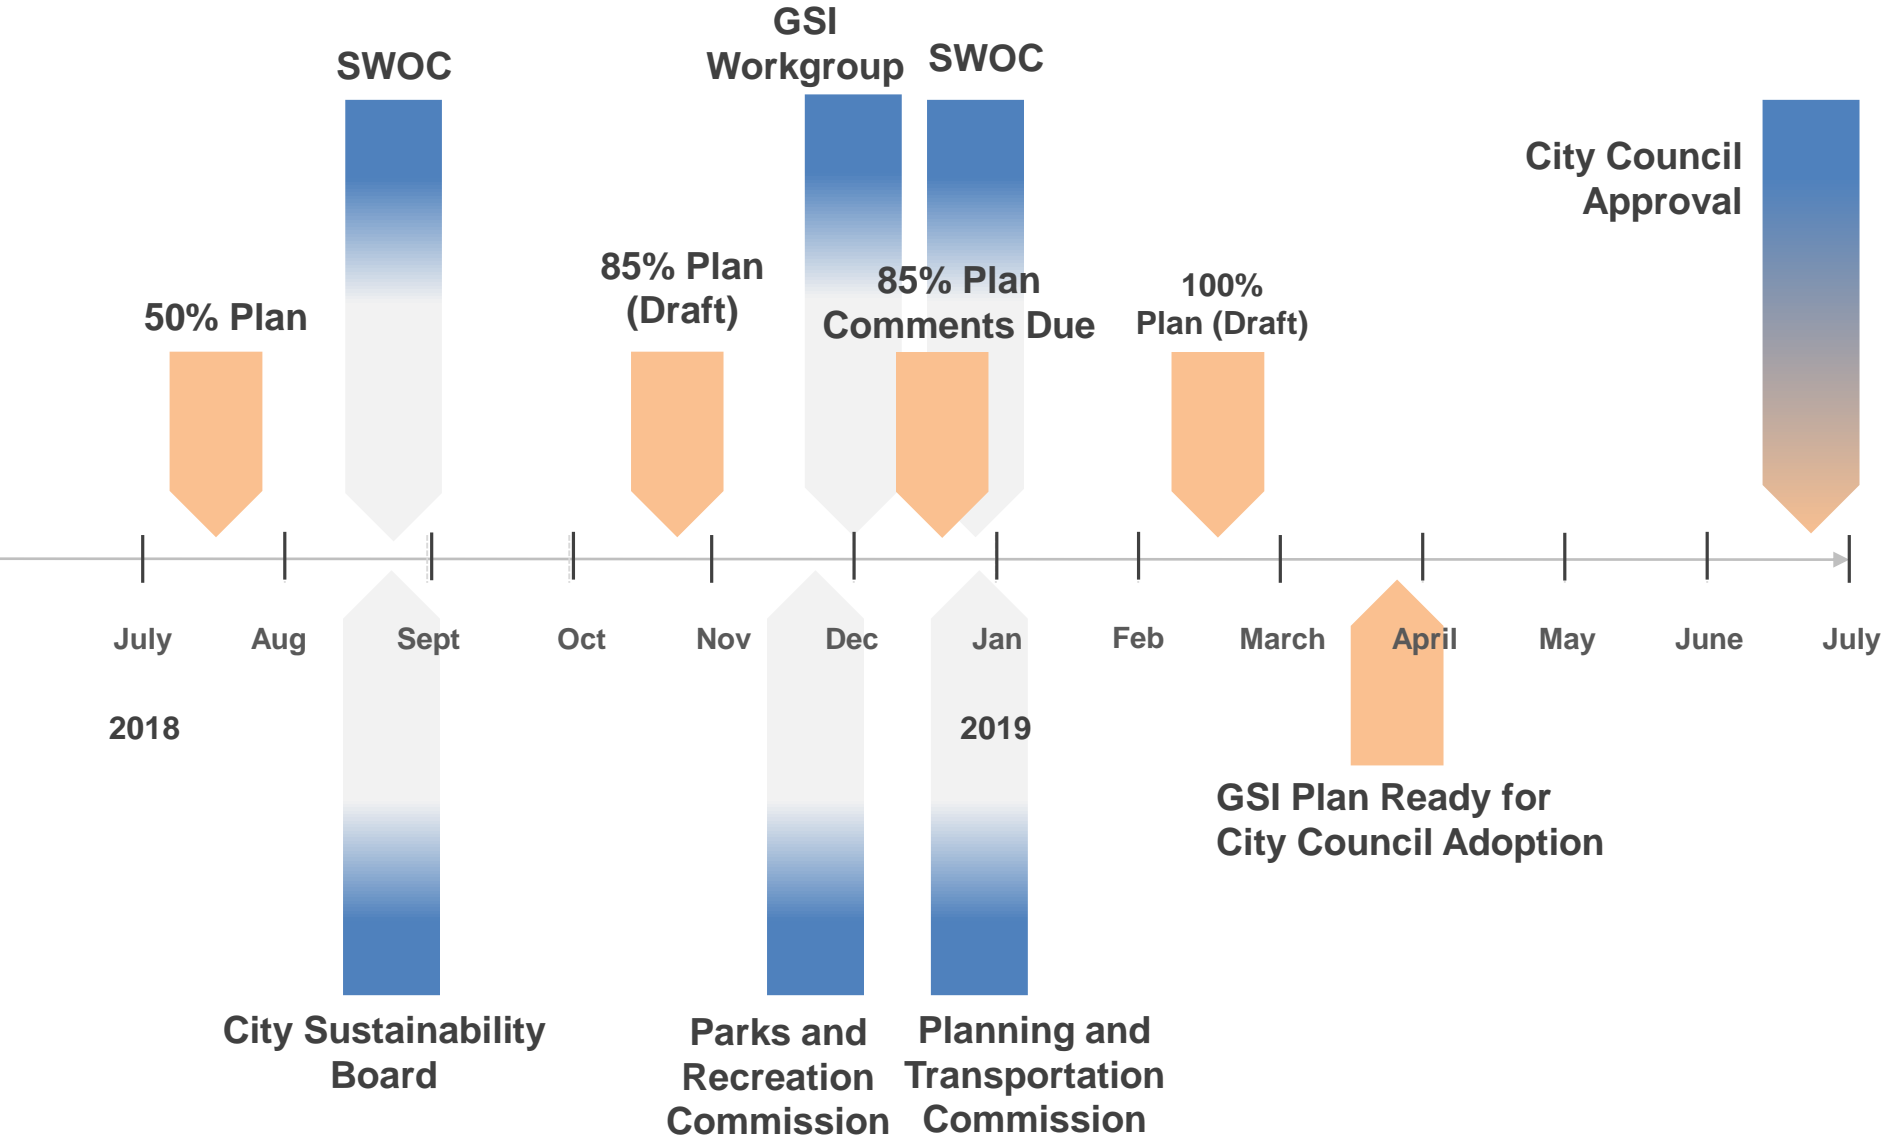 GSI
Workgroup
SWOC
SWOC
City Council
Approval
50% Plan
85% Plan
(Draft)
85% Plan
Comments Due
100%
Plan (Draft)
July
Aug
Sept
Oct
Nov
Dec
Jan
Feb
March
April
May
June
July
2018
2019
GSI Plan Ready for
City Council Adoption
City Sustainability
Board
Parks and
Recreation
Commission
Planning and
Transportation
Commission